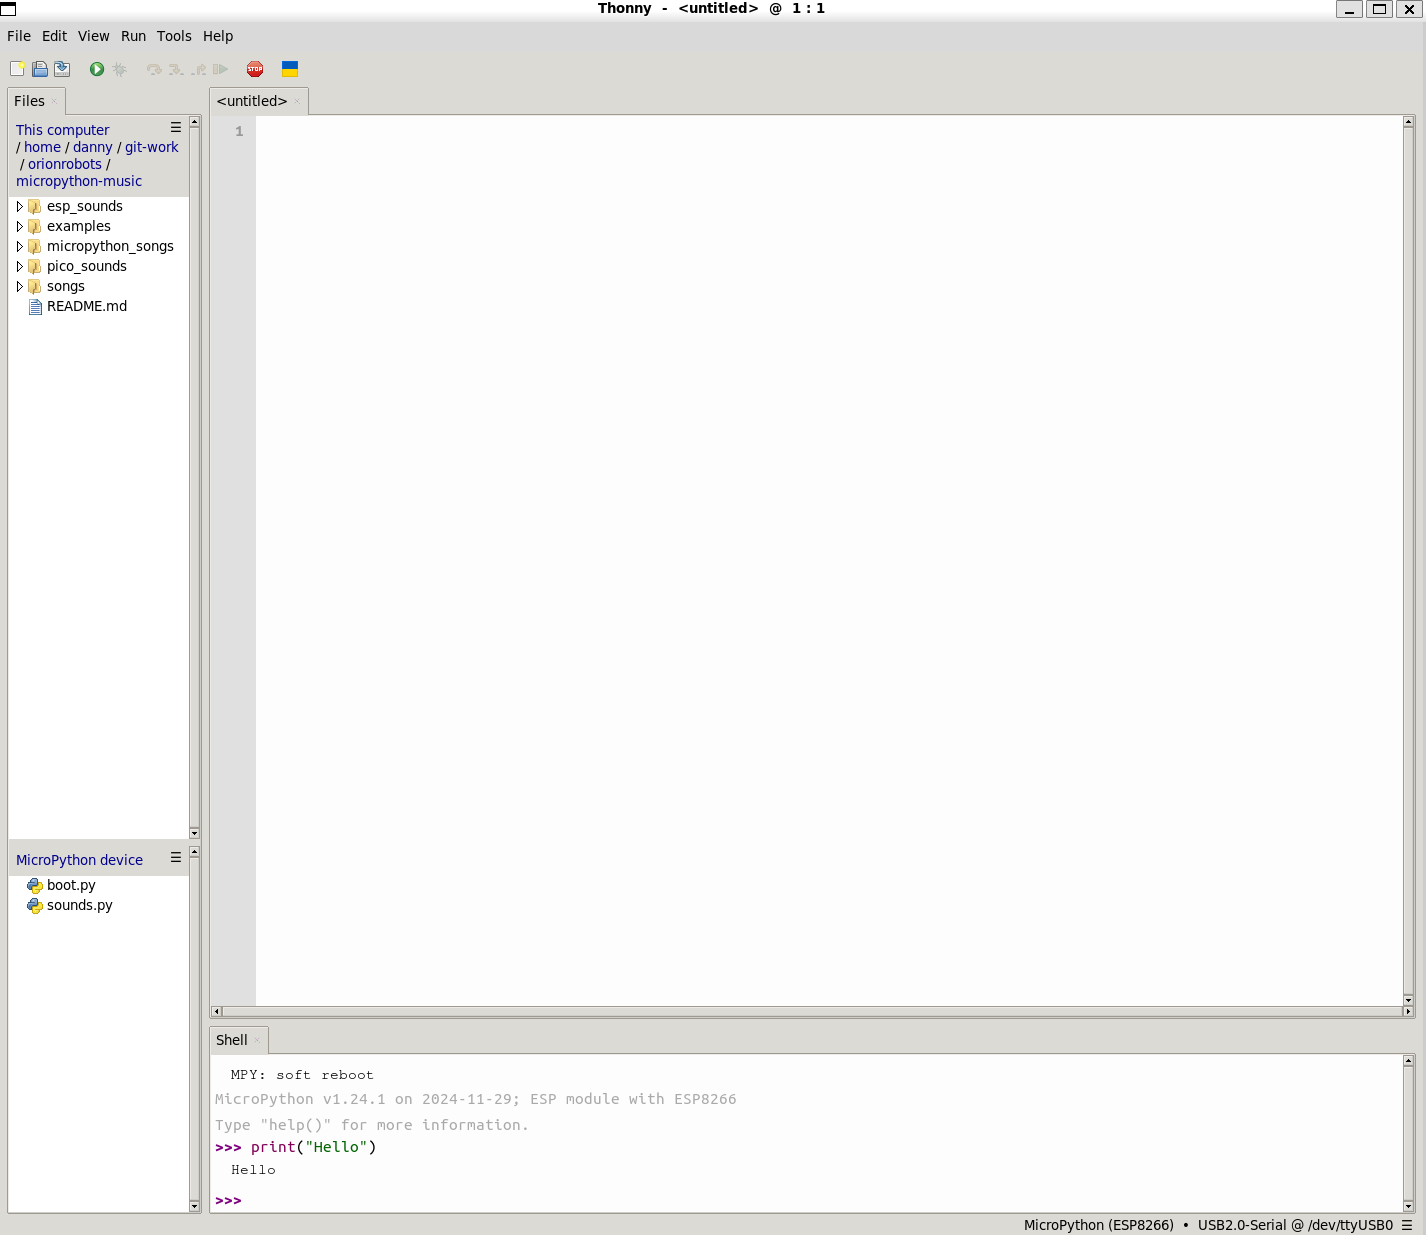 Thonny - <untitled> @ 1 : 1
File Edit View Run Tools Help
STOP
Files
<untitled>
This computer
/ home / danny / git-work
/ orionrobots /
micropython-music
esp_sounds
examples
micropython_songs
pico_sounds
songs
README.md
1
MicroPython device
boot.py
sounds.py
Shell
MPY: soft reboot
MicroPython v1.24.1 on 2024-11-29; ESP module with ESP8266
Type "help()" for more information.
>>> print("Hello")
Hello
>>>
MicroPython (ESP8266) • USB2.0-Serial @ /dev/ttyUSB0 ☰